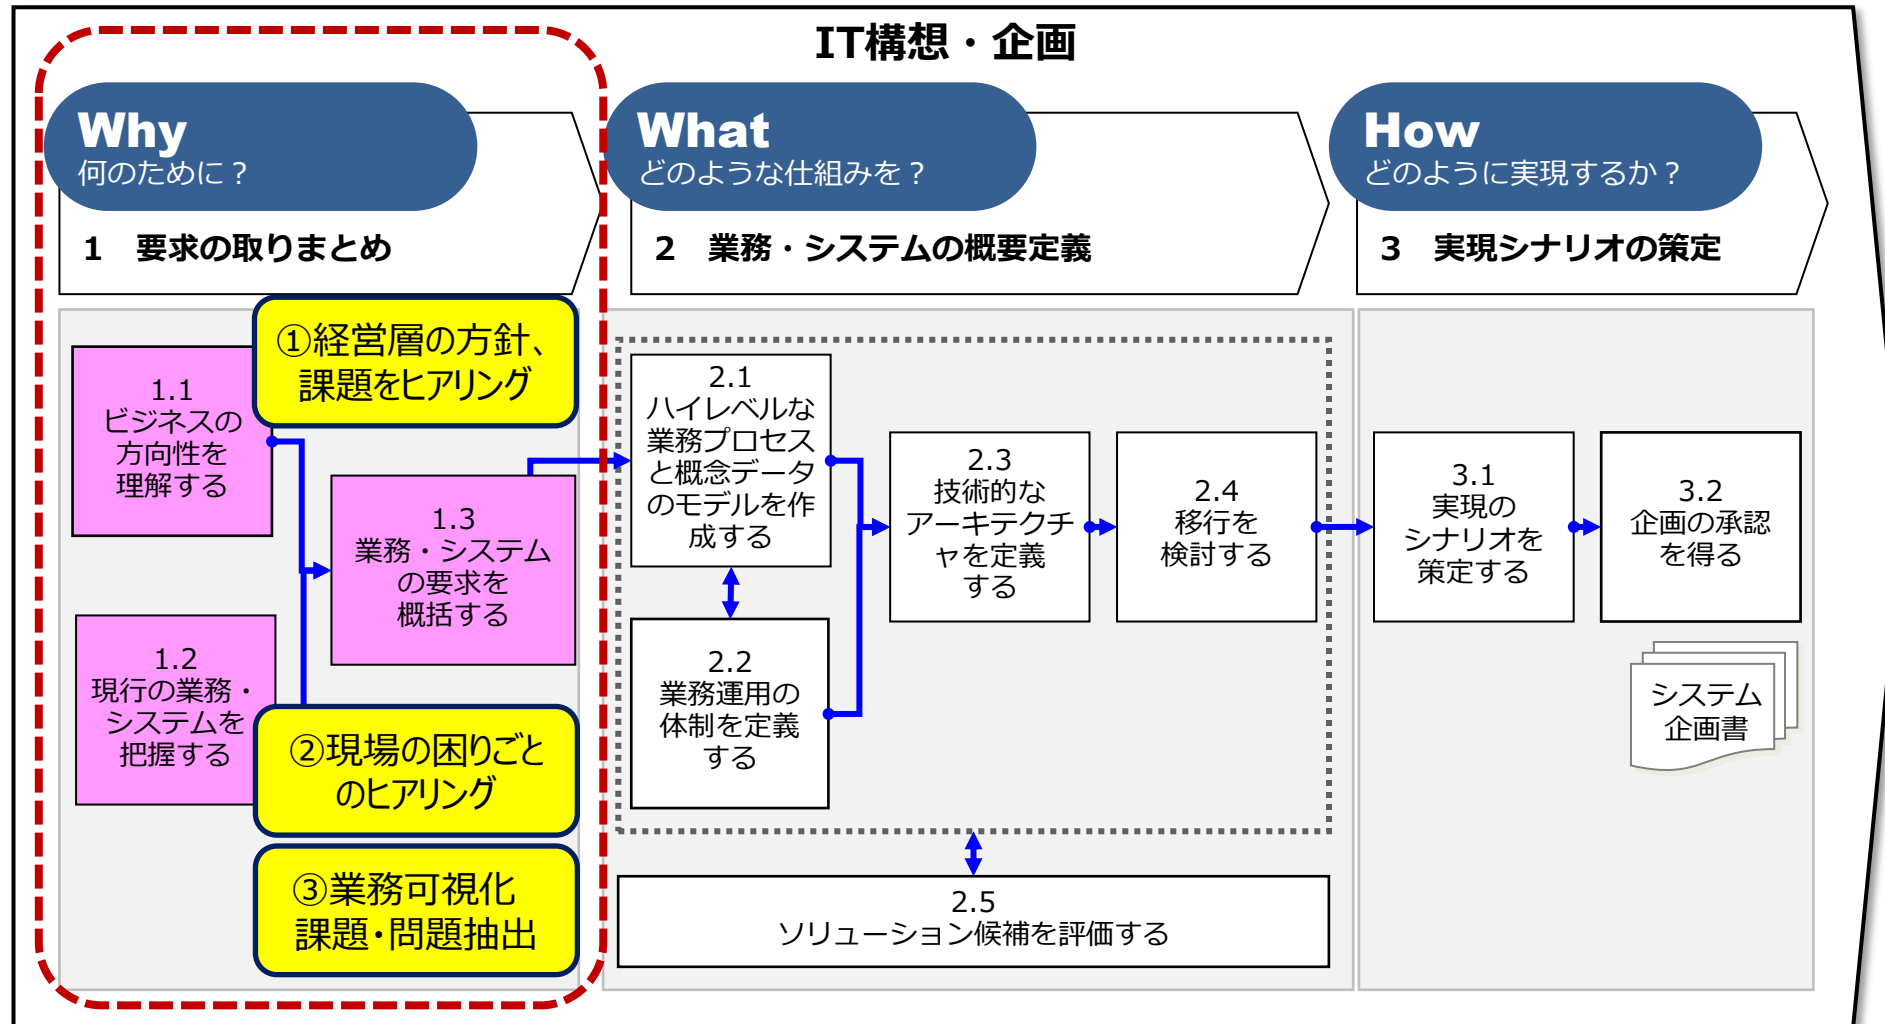 IT構想・企画
Why
何のために？
1　要求の取りまとめ
What
どのような仕組みを？
2　業務・システムの概要定義
How
どのように実現するか？
3　実現シナリオの策定
①経営層の方針、
課題をヒアリング
1.1
ビジネスの
方向性を
理解する
1.3
業務・システム
の要求を
概括する
1.2
現行の業務・
システムを
把握する
②現場の困りごと
のヒアリング
③業務可視化
課題・問題抽出
2.1
ハイレベルな
業務プロセス
と概念データ
のモデルを作
成する
2.2
業務運用の
体制を定義
する
2.3
技術的な
アーキテクチ
ャを定義
する
2.4
移行を
検討する
2.5
ソリューション候補を評価する
3.1
実現の
シナリオを
策定する
3.2
企画の承認
を得る
システム
企画書